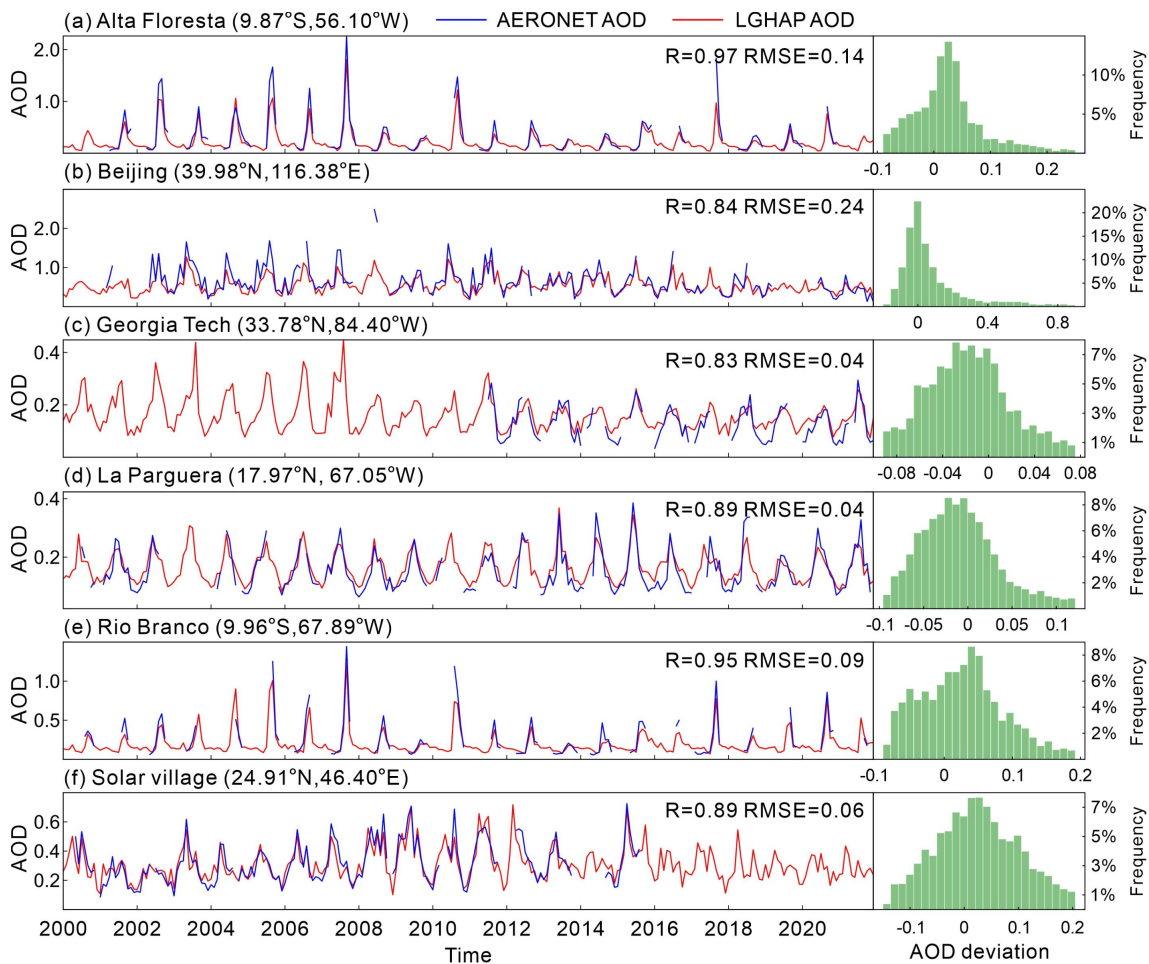 (a) Alta Floresta (9.87°S,56.10°W) AERONET AOD LGHAP AOD
AOD
2.0
1.0
R=0.97 RMSE=0.14
10%
5%
Frequency
-0.1 0 0.1 0.2
(b) Beijing (39.98°N,116.38°E)
AOD
2.0
1.0
R=0.84 RMSE=0.24
20%
15%
10%
5%
Frequency
0 0.4 0.8
(c) Georgia Tech (33.78°N,84.40°W)
AOD
0.4
0.2
R=0.83 RMSE=0.04
7%
5%
3%
1%
Frequency
-0.08 -0.04 0 0.04 0.08
(d) La Parguera (17.97°N, 67.05°W)
AOD
0.4
0.2
R=0.89 RMSE=0.04
8%
6%
4%
2%
Frequency
-0.1 -0.05 0 0.05 0.1
(e) Rio Branco (9.96°S,67.89°W)
AOD
1.0
0.5
R=0.95 RMSE=0.09
8%
6%
4%
2%
Frequency
-0.1 0 0.1 0.2
(f) Solar village (24.91°N,46.40°E)
AOD
0.6
0.4
0.2
R=0.89 RMSE=0.06
7%
5%
3%
1%
Frequency
-0.1 0 0.1 0.2
2000 2002 2004 2006 2008 2010 2012 2014 2016 2018 2020
Time
AOD deviation